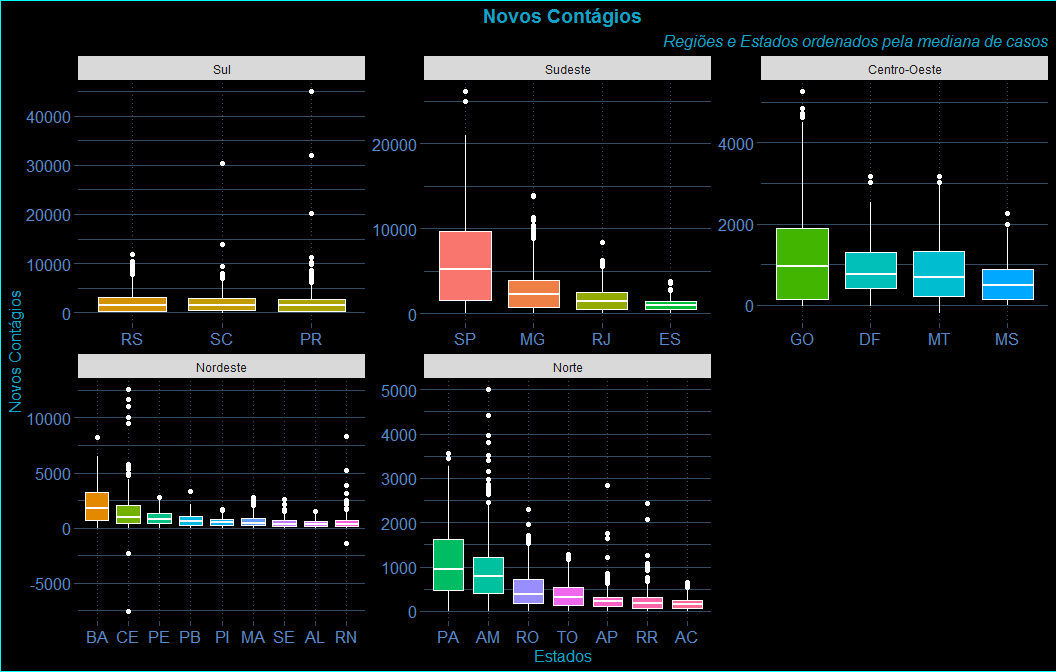 Novos Contágios
Regiões e Estados ordenados pela mediana de casos
Sul
Sudeste
Centro-Oeste
40000
30000
20000
10000
0
20000
10000
0
4000
2000
0
RS SC PR
SP MG RJ ES
GO DF MT MS
Novos Contágios
Nordeste
Norte
10000
5000
0
-5000
5000
4000
3000
2000
1000
0
BA CE PE PB PI MA SE AL RN
PA AM RO TO AP RR AC
Estados